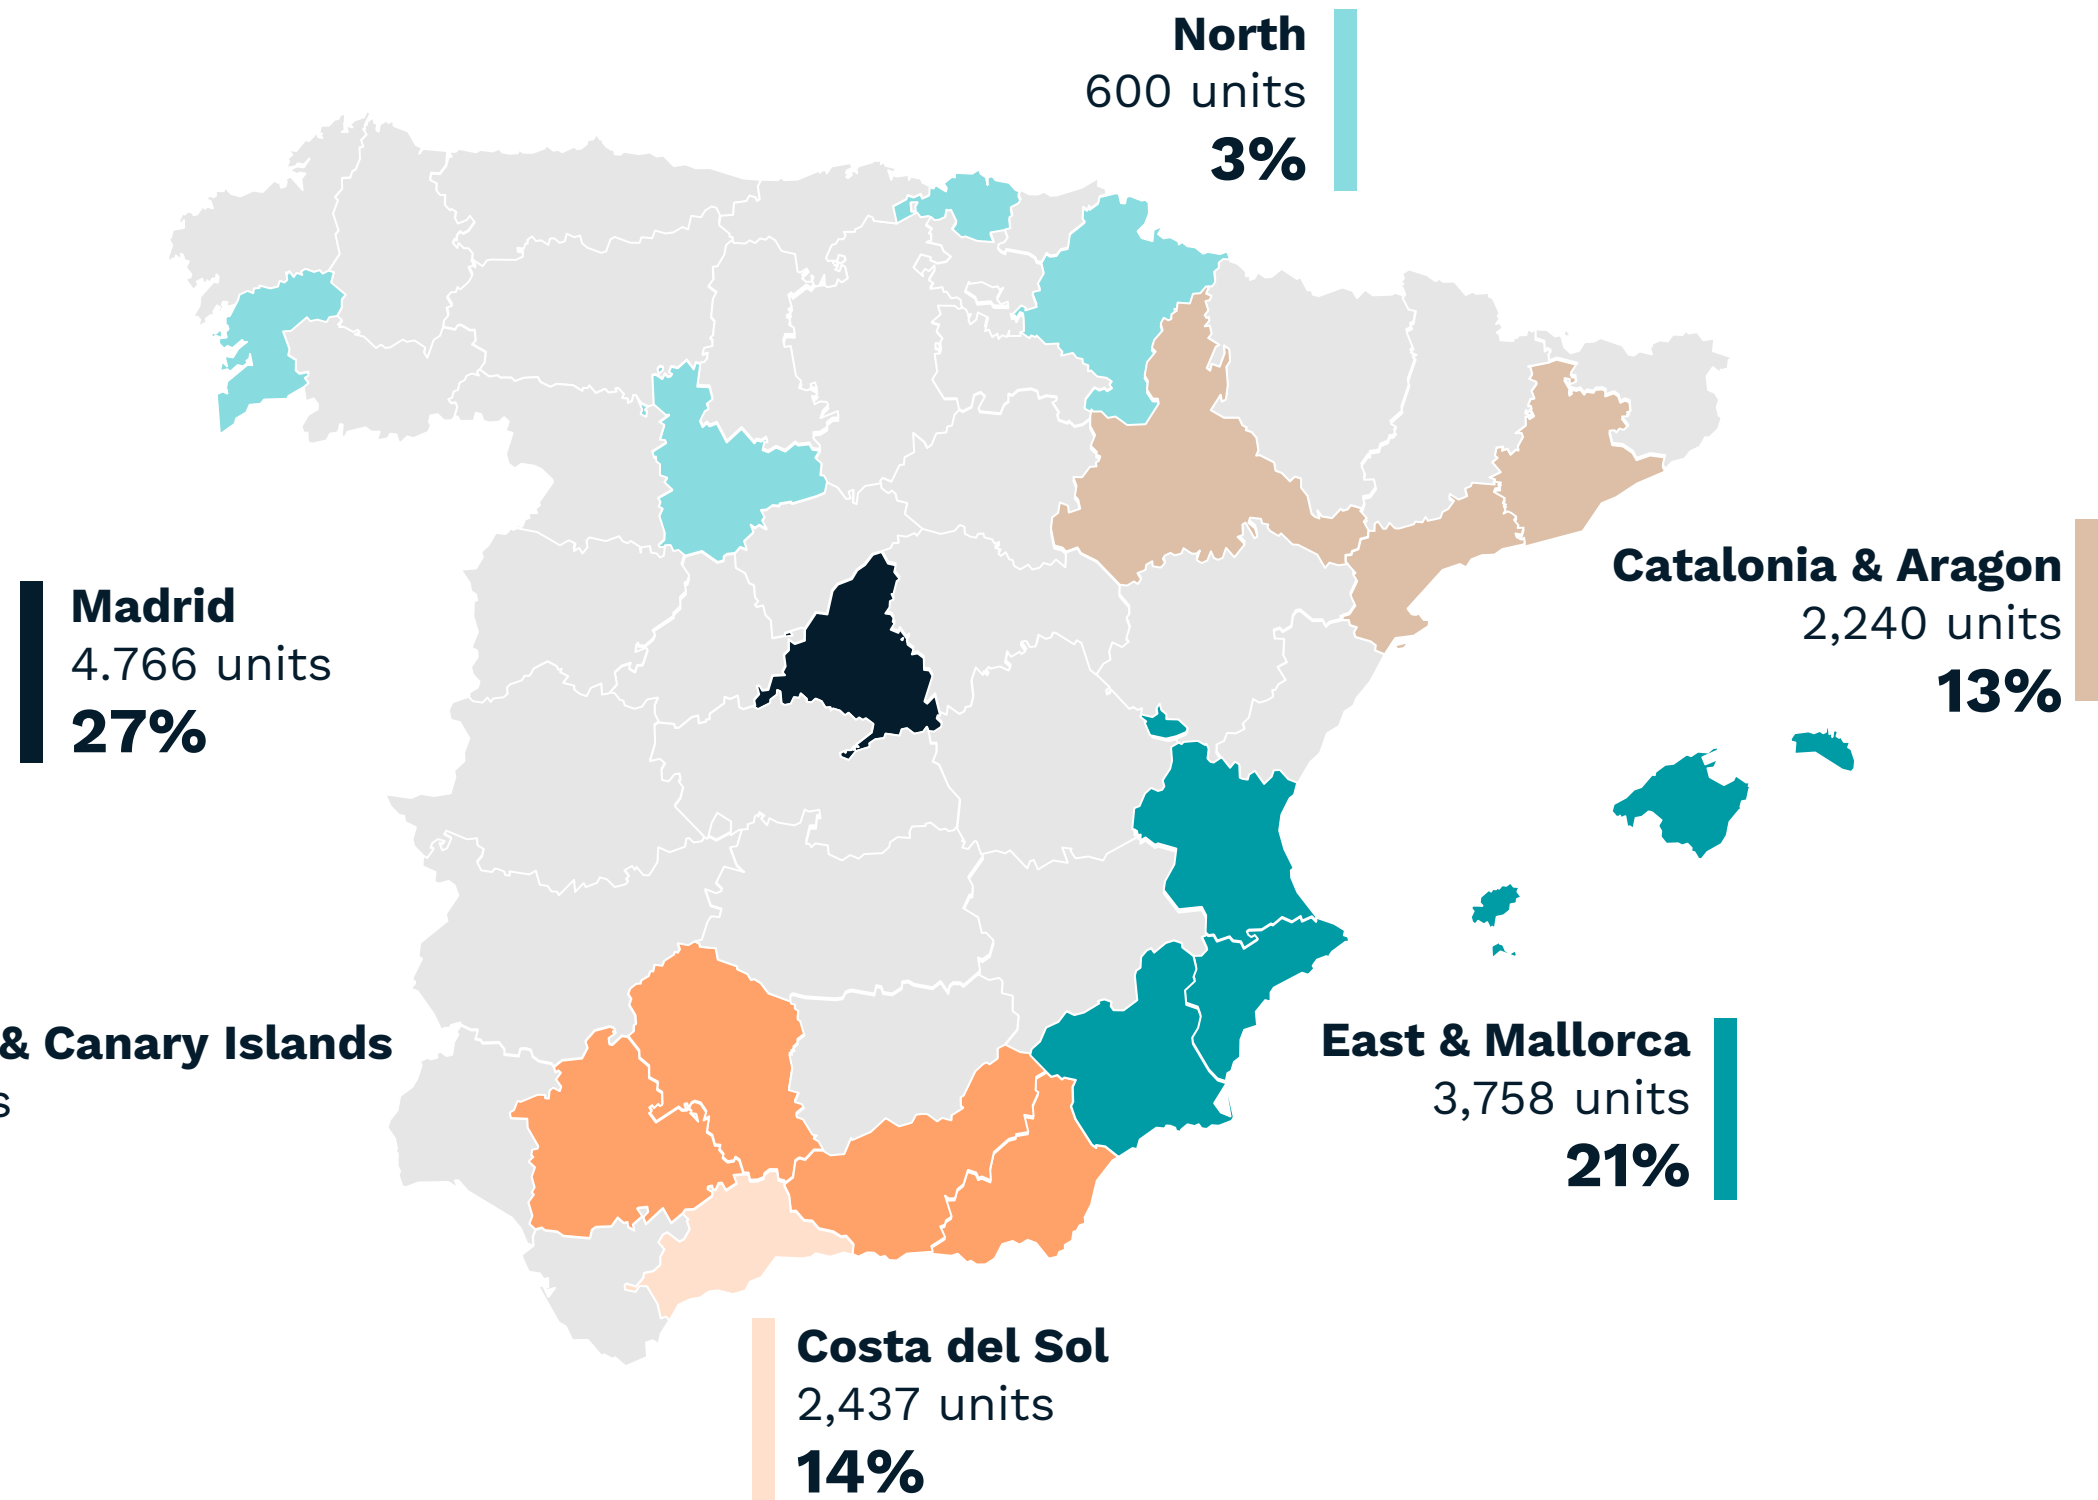 North
600 units
3%
Madrid
4.766 units
27%
Catalonia & Aragon
2,240 units
13%
& Canary Islands
s
East & Mallorca
3,758 units
21%
Costa del Sol
2,437 units
14%